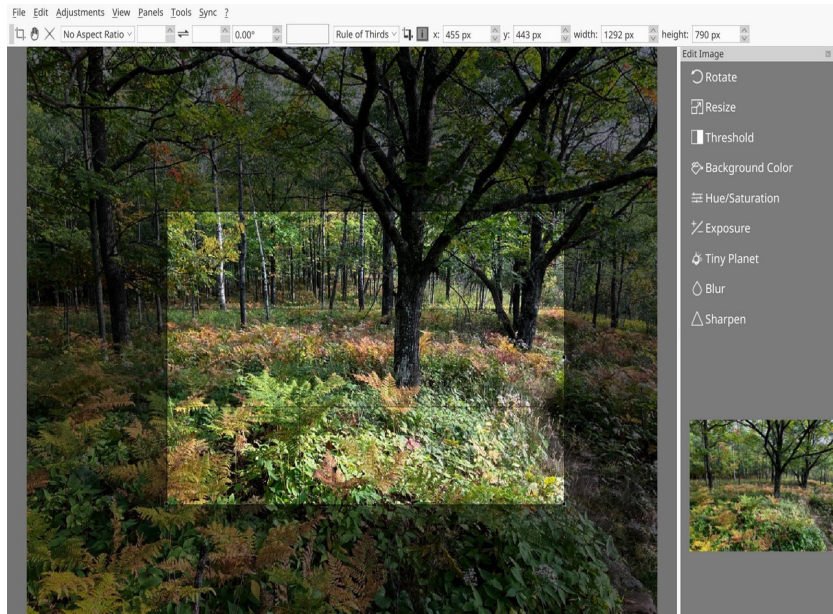 File Edit Adjustments View Panels Tools Sync ?
No Aspect Ratio 0.00° Rule of Thirds i x: 455 px y: 443 px width: 1292 px height: 790 px
Edit Image
Rotate
Resize
Threshold
Background Color
Hue/Saturation
Exposure
Tiny Planet
Blur
Sharpen